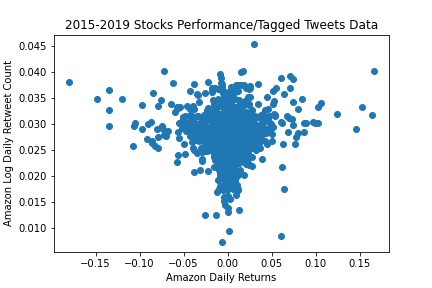 2015-2019 Stocks Performance/Tagged Tweets Data
Amazon Log Daily Retweet Count
0.045
0.040
0.035
0.030
0.025
0.020
0.015
0.010
−0.15 −0.10 −0.05 0.00 0.05 0.10 0.15
Amazon Daily Returns